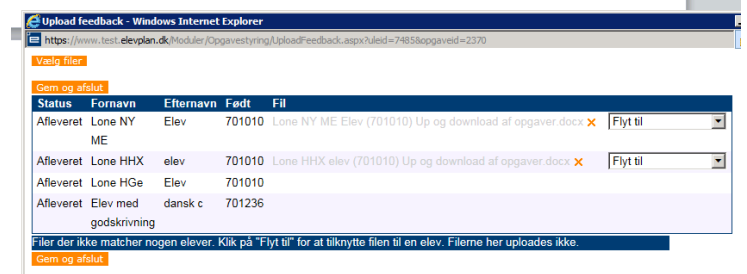 Upload feedback - Windows Internet Explorer
https://www.test.elevplan.dk/Moduler/Opgavestyring/UploadFeedback.aspx?uleid=7485&opgaveid=2370
Vælg filer
Gem og afslut
Status Fornavn Efternavn Født Fil
Afleveret Lone NY ME Elev 701010 Lone NY ME Elev (701010) Up og download af opgaver.docx Flyt til
Afleveret Lone HHX elev 701010 Lone HHX elev (701010) Up og download af opgaver.docx Flyt til
Afleveret Lone HGe Elev 701010
Afleveret Elev med godskrivning dansk c 701236
Filer der ikke matcher nogen elever. Klik på "Flyt til" for at tilknytte filen til en elev. Filerne her uploades ikke.
Gem og afslut